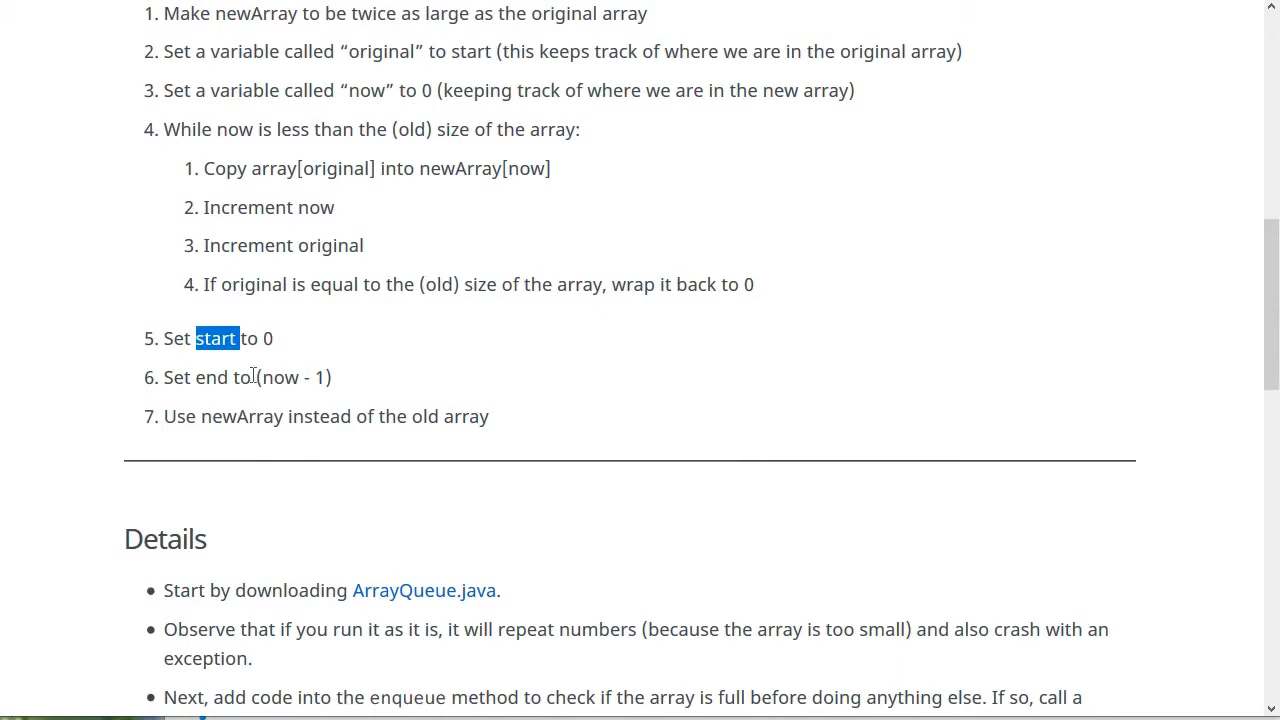 1. Make newArray to be twice as large as the original array
2. Set a variable called “original” to start (this keeps track of where we are in the original array)
3. Set a variable called “now” to 0 (keeping track of where we are in the new array)
4. While now is less than the (old) size of the array:
1. Copy array[original] into newArray[now]
2. Increment now
3. Increment original
4. If original is equal to the (old) size of the array, wrap it back to 0
5. Set start to 0
6. Set end to (now - 1)
7. Use newArray instead of the old array
Details
• Start by downloading ArrayQueue.java.
• Observe that if you run it as it is, it will repeat numbers (because the array is too small) and also crash with an
exception.
• Next, add code into the enqueue method to check if the array is full before doing anything else. If so, call a